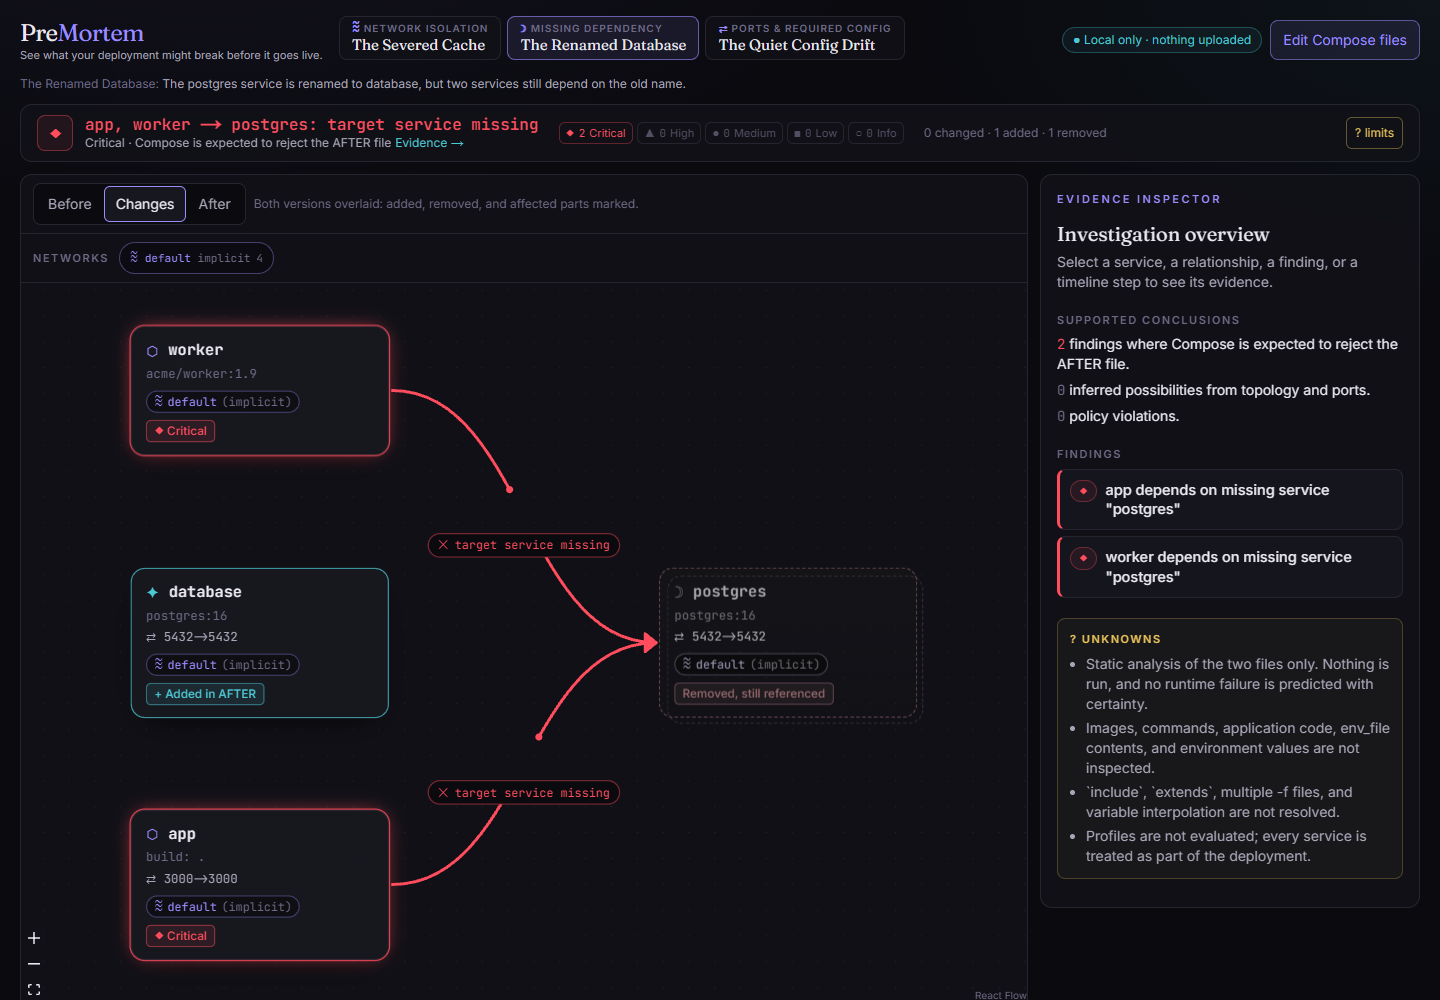 PreMortem
See what your deployment might break before it goes live.
NETWORK ISOLATION
The Severed Cache
MISSING DEPENDENCY
The Renamed Database
PORTS & REQUIRED CONFIG
The Quiet Config Drift
Local only · nothing uploaded
Edit Compose files
The Renamed Database: The postgres service is renamed to database, but two services still depend on the old name.
app, worker ⟶ postgres: target service missing
Critical · Compose is expected to reject the AFTER file Evidence →
2 Critical
0 High
0 Medium
0 Low
0 Info
0 changed · 1 added · 1 removed
? limits
Before
Changes
After
Both versions overlaid: added, removed, and affected parts marked.
NETWORKS
default implicit 4
worker
acme/worker:1.9
default (implicit)
Critical
target service missing
database
postgres:16
5432→5432
default (implicit)
+ Added in AFTER
postgres
postgres:16
5432→5432
default (implicit)
Removed, still referenced
target service missing
app
build: .
3000→3000
default (implicit)
Critical
React Flow
EVIDENCE INSPECTOR
Investigation overview
Select a service, a relationship, a finding, or a
timeline step to see its evidence.
SUPPORTED CONCLUSIONS
2 findings where Compose is expected to reject the
AFTER file.
0 inferred possibilities from topology and ports.
0 policy violations.
FINDINGS
app depends on missing service
"postgres"
worker depends on missing service
"postgres"
? UNKNOWNS
• Static analysis of the two files only. Nothing is
run, and no runtime failure is predicted with
certainty.
• Images, commands, application code, env_file
contents, and environment values are not
inspected.
• `include`, `extends`, multiple -f files, and
variable interpolation are not resolved.
• Profiles are not evaluated; every service is
treated as part of the deployment.